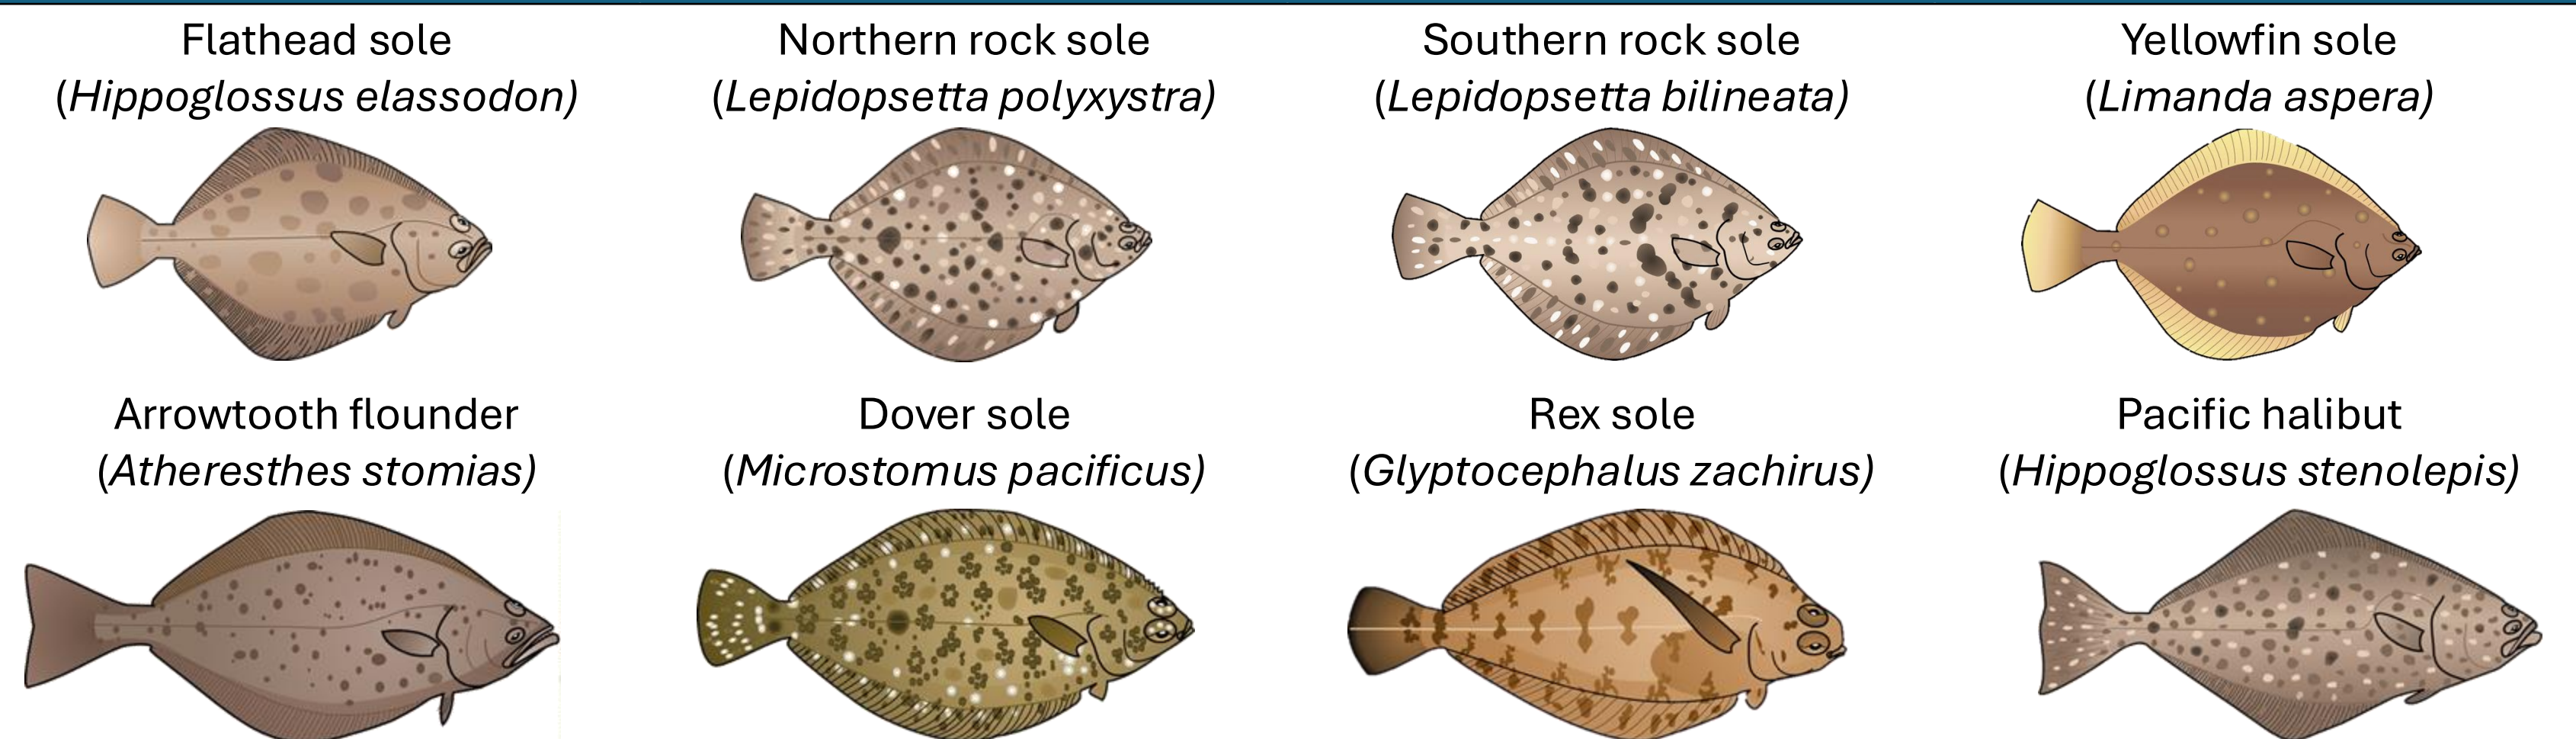 Flathead sole
(Hippoglossus elassodon)
Northern rock sole
(Lepidopsetta polyxystra)
Southern rock sole
(Lepidopsetta bilineata)
Yellowfin sole
(Limanda aspera)
Arrowtooth flounder
(Atheresthes stomias)
Dover sole
(Microstomus pacificus)
Rex sole
(Glyptocephalus zachirus)
Pacific halibut
(Hippoglossus stenolepis)